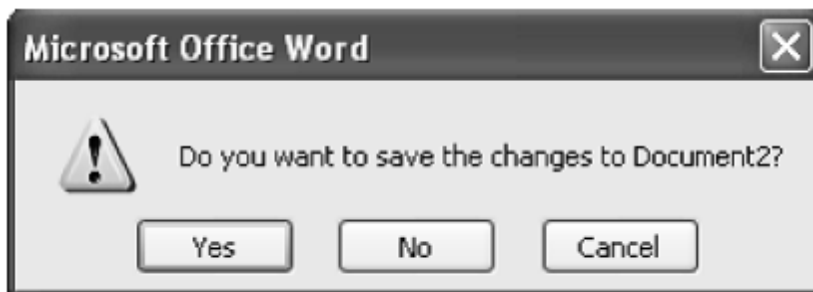 Microsoft Office Word
Do you want to save the changes to Document2?
Yes No Cancel